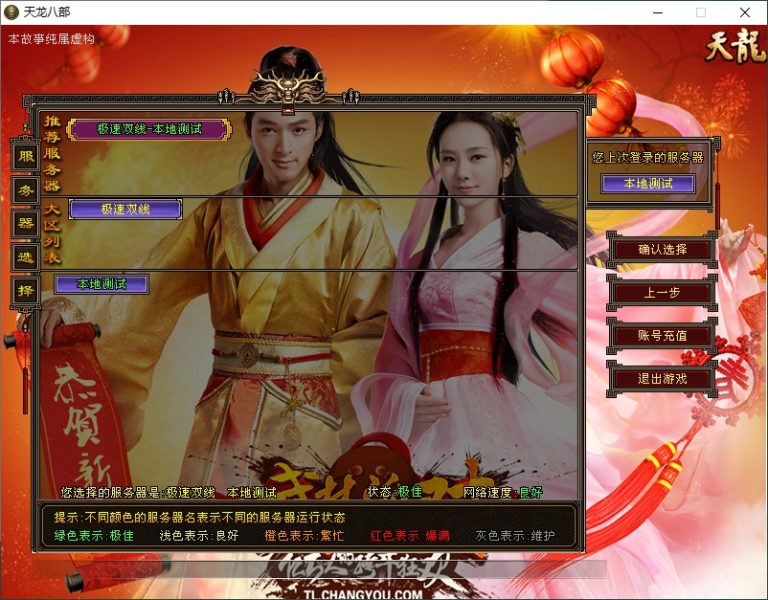 天龙八部
本故事纯属虚构
天龍
推荐服务器
极速双线-本地测试
服务器选择
大区列表
极速双线
本地测试
您上次登录的服务器
本地测试
确认选择
上一步
账号充值
退出游戏
恭贺新
您选择的服务器是:极速双线 本地测试 状态:极佳 网络速度:良好
提示:不同颜色的服务器名表示不同的服务器运行状态
绿色表示:极佳 浅色表示:良好 橙色表示:繁忙 红色表示:爆满 灰色表示:维护
TL.CHANGYOU.COM